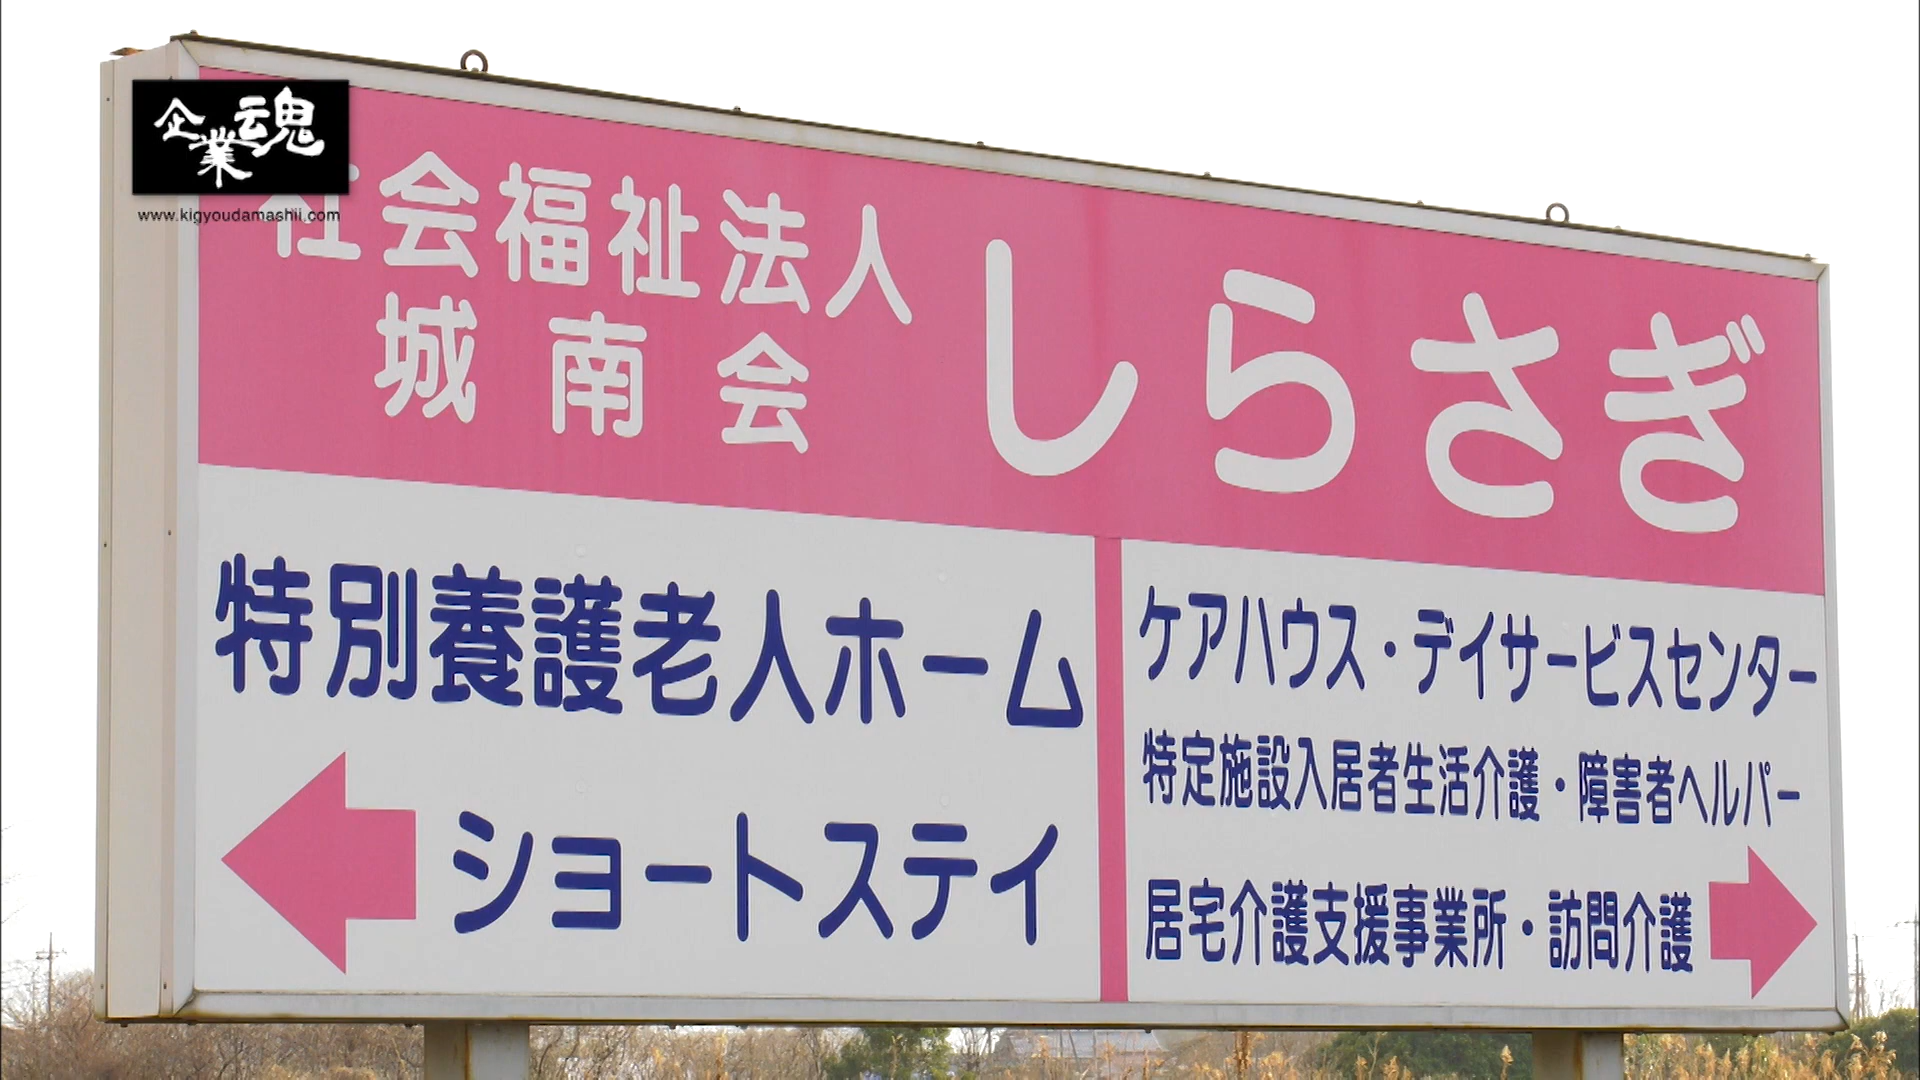 企業魂
www.kigyoudamashii.com
社会福祉法人
城南会
しらさぎ
特別養護老人ホーム
ショートステイ
ケアハウス・デイサービスセンター
特定施設入居者生活介護・障害者ヘルパー
居宅介護支援事業所・訪問介護